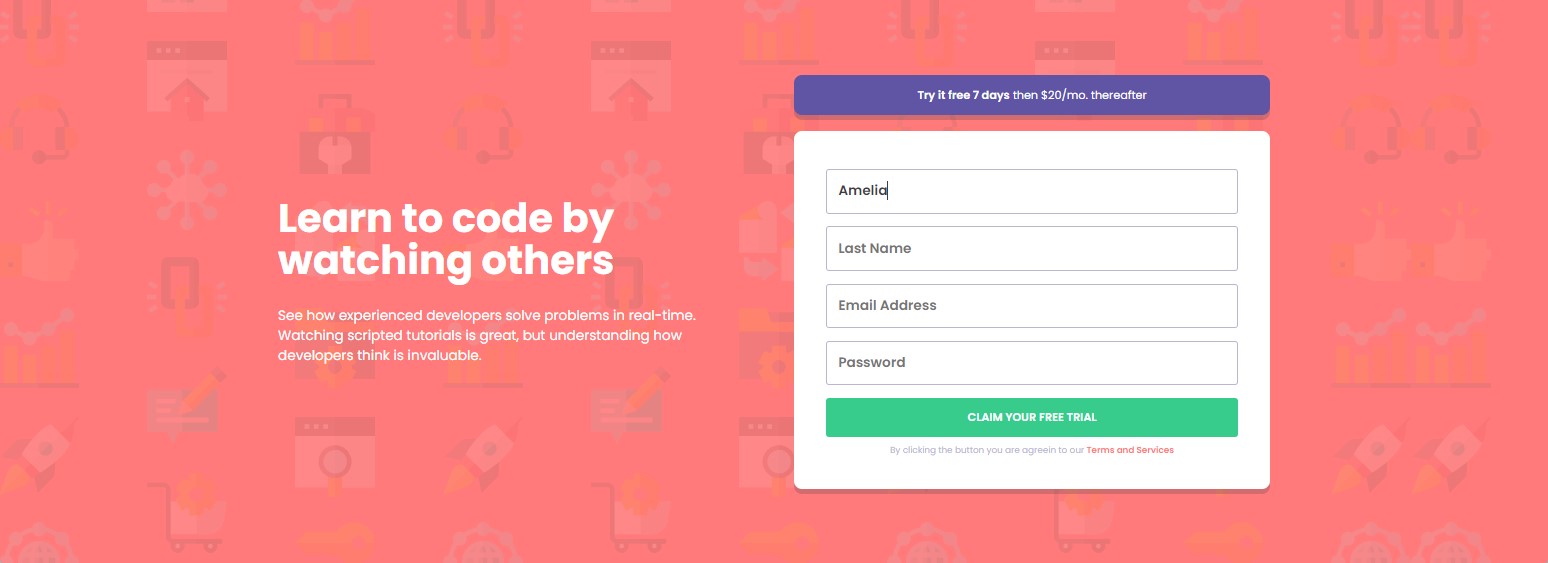 Try it free 7 days then $20/mo. thereafter
Learn to code by
watching others
See how experienced developers solve problems in real-time.
Watching scripted tutorials is great, but understanding how
developers think is invaluable.
Amelia
Last Name
Email Address
Password
CLAIM YOUR FREE TRIAL
By clicking the button you are agreein to our Terms and Services